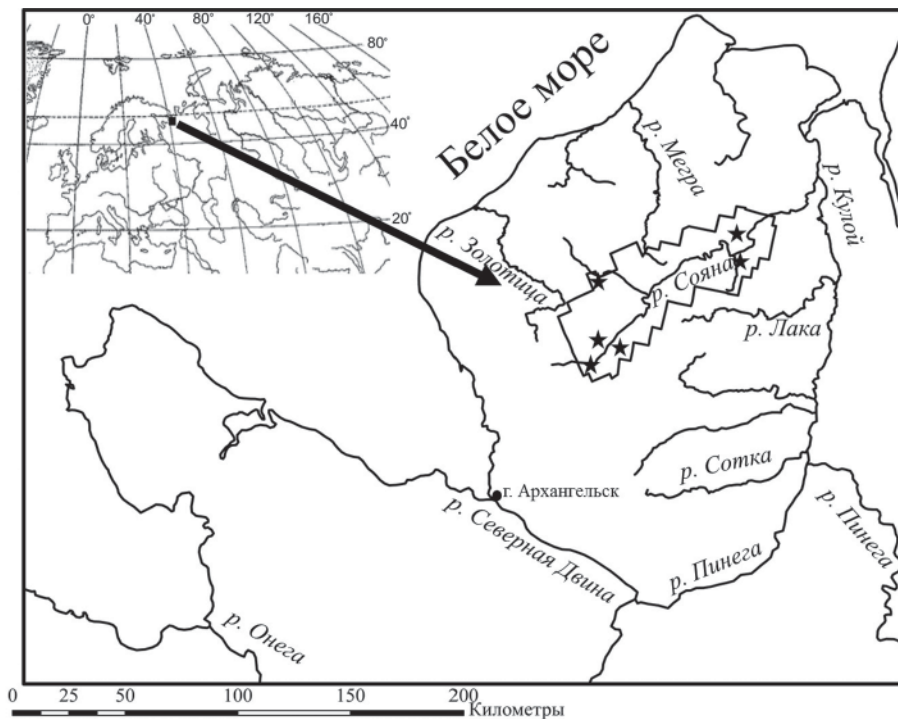 0° 40° 80° 120° 160°
80°
40°
20°
Белое море
р. Мегра
р. Кулой
р. Золотица
р. Сояна
р. Лака
р. Сотка
г. Архангельск
р. Северная Двина
р. Пинега
р. Пинега
р. Онега
0 25 50 100 150 200
Километры